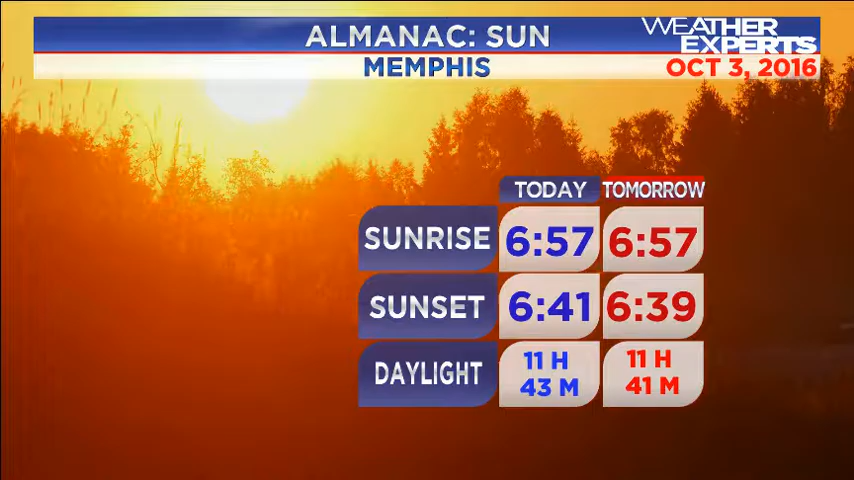 ALMANAC: SUN
WEATHER
EXPERTS
MEMPHIS
OCT 3, 2016
TODAY TOMORROW
SUNRISE 6:57 6:57
SUNSET 6:41 6:39
DAYLIGHT 11 H 43 M 11 H 41 M